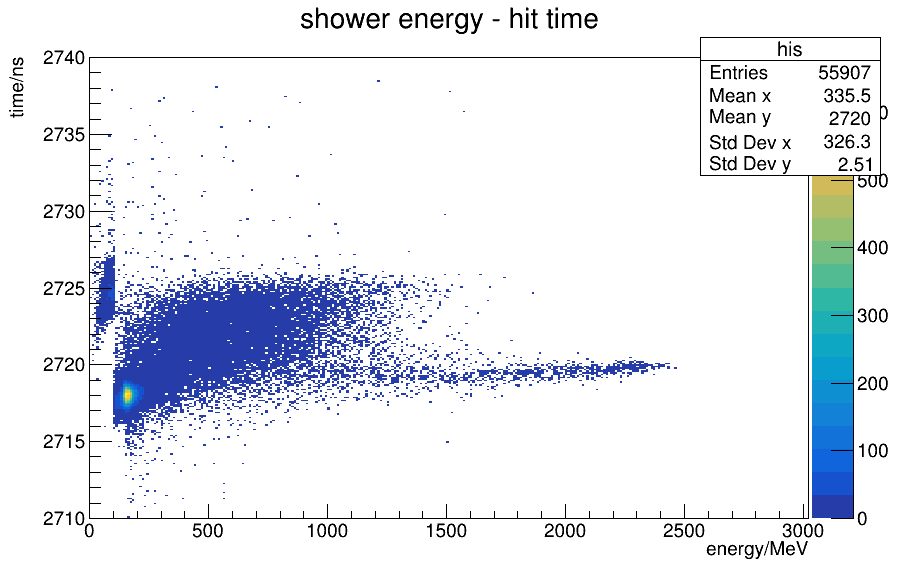 shower energy - hit time
time/ns
his
Entries 55907
Mean x 335.5
Mean y 2720
Std Dev x 326.3
Std Dev y 2.51
2740
2735
2730
2725
2720
2715
2710
0 500 1000 1500 2000 2500 3000
energy/MeV
0
500
400
300
200
100
0